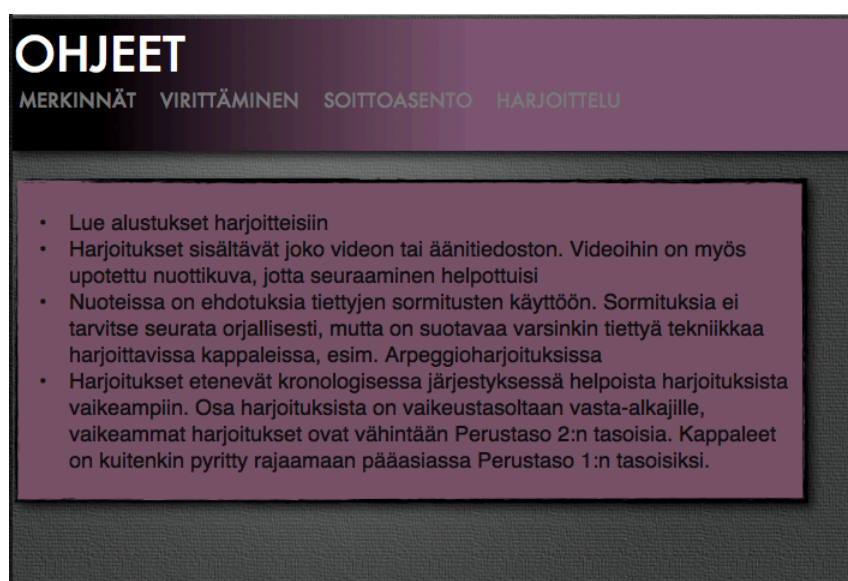 OHJEET
MERKINNÄT VIRITTÄMINEN SOITTOASENTO HARJOITTELU
• Lue alustukset harjoitteisiin
• Harjoitukset sisältävät joko videon tai äänitiedoston. Videoihin on myös
upotettu nuottikuva, jotta seuraaminen helpottuisi
• Nuoteissa on ehdotuksia tiettyjen sormitusten käyttöön. Sormituksia ei
tarvitse seurata orjallisesti, mutta on suotavaa varsinkin tiettyä tekniikkaa
harjoittavissa kappaleissa, esim. Arpeggioharjoituksissa
• Harjoitukset etenevät kronologisessa järjestyksessä helpoista harjoituksista
vaikeampiin. Osa harjoituksista on vaikeustasoltaan vasta-alkajille,
vaikeammat harjoitukset ovat vähintään Perustaso 2:n tasoisia. Kappaleet
on kuitenkin pyritty rajaamaan pääasiassa Perustaso 1:n tasoisiksi.